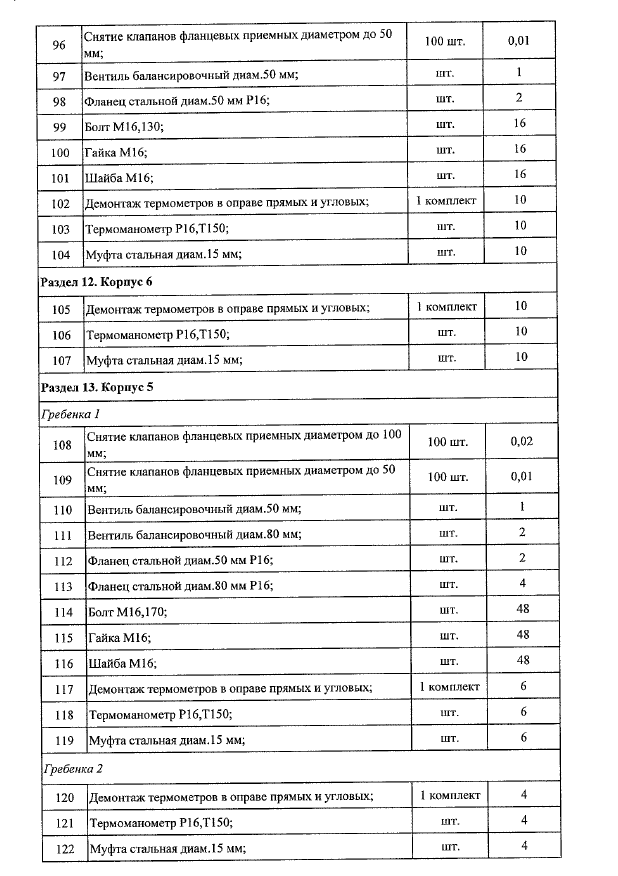 96 Снятие клапанов фланцевых приемных диаметром до 50 мм; 100 шт. 0,01
97 Вентиль балансировочный диам.50 мм; шт. 1
98 Фланец стальной диам.50 мм Р16; шт. 2
99 Болт М16,130; шт. 16
100 Гайка М16; шт. 16
101 Шайба М16; шт. 16
102 Демонтаж термометров в оправе прямых и угловых; 1 комплект 10
103 Термоманометр Р16,Т150; шт. 10
104 Муфта стальная диам.15 мм; шт. 10
Раздел 12. Корпус 6
105 Демонтаж термометров в оправе прямых и угловых; 1 комплект 10
106 Термоманометр Р16,Т150; шт. 10
107 Муфта стальная диам.15 мм; шт. 10
Раздел 13. Корпус 5
Гребенка 1
108 Снятие клапанов фланцевых приемных диаметром до 100 мм; 100 шт. 0,02
109 Снятие клапанов фланцевых приемных диаметром до 50 мм; 100 шт. 0,01
110 Вентиль балансировочный диам.50 мм; шт. 1
111 Вентиль балансировочный диам.80 мм; шт. 2
112 Фланец стальной диам.50 мм Р16; шт. 2
113 Фланец стальной диам.80 мм Р16; шт. 4
114 Болт М16,170; шт. 48
115 Гайка М16; шт. 48
116 Шайба М16; шт. 48
117 Демонтаж термометров в оправе прямых и угловых; 1 комплект 6
118 Термоманометр Р16,Т150; шт. 6
119 Муфта стальная диам.15 мм; шт. 6
Гребенка 2
120 Демонтаж термометров в оправе прямых и угловых; 1 комплект 4
121 Термоманометр Р16,Т150; шт. 4
122 Муфта стальная диам.15 мм; шт. 4